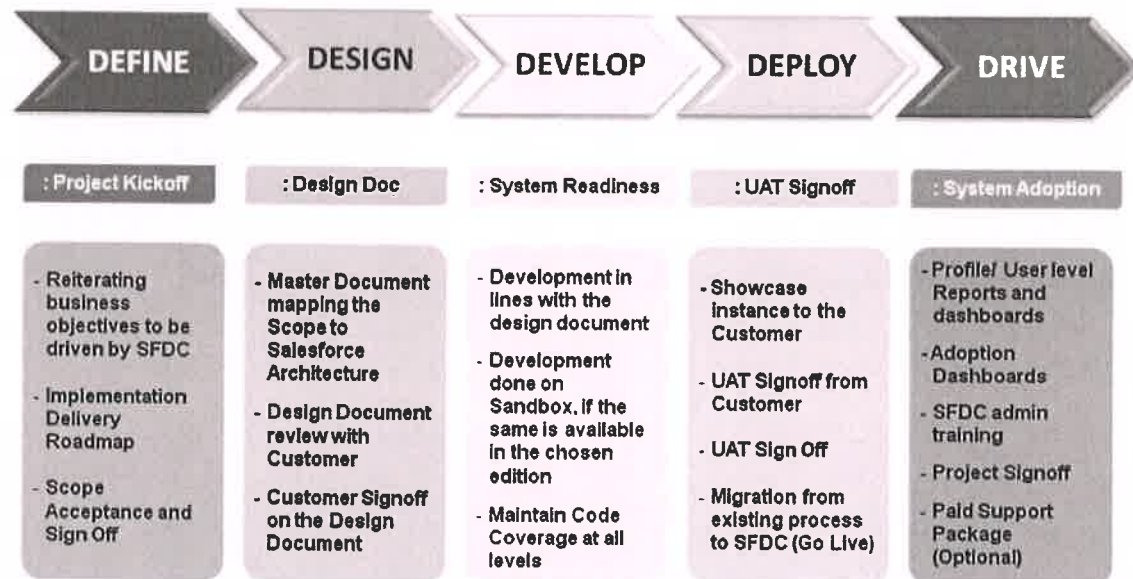 DEFINE
DESIGN
DEVELOP
DEPLOY
DRIVE
: Project Kickoff
: Design Doc
: System Readiness
: UAT Signoff
: System Adoption
- Reiterating
business
objectives to be
driven by SFDC
- Implementation
Delivery
Roadmap
- Scope
Acceptance and
Sign Off
- Master Document
mapping the
Scope to
Salesforce
Architecture
- Design Document
review with
Customer
- Customer Signoff
on the Design
Document
- Development in
lines with the
design document
- Development
done on
Sandbox, if the
same is available
in the chosen
edition
- Maintain Code
Coverage at all
levels
- Showcase
instance to the
Customer
- UAT Signoff from
Customer
- UAT Sign Off
- Migration from
existing process
to SFDC (Go Live)
- Profile/ User level
Reports and
dashboards
- Adoption
Dashboards
- SFDC admin
training
- Project Signoff
- Paid Support
Package
(Optional)